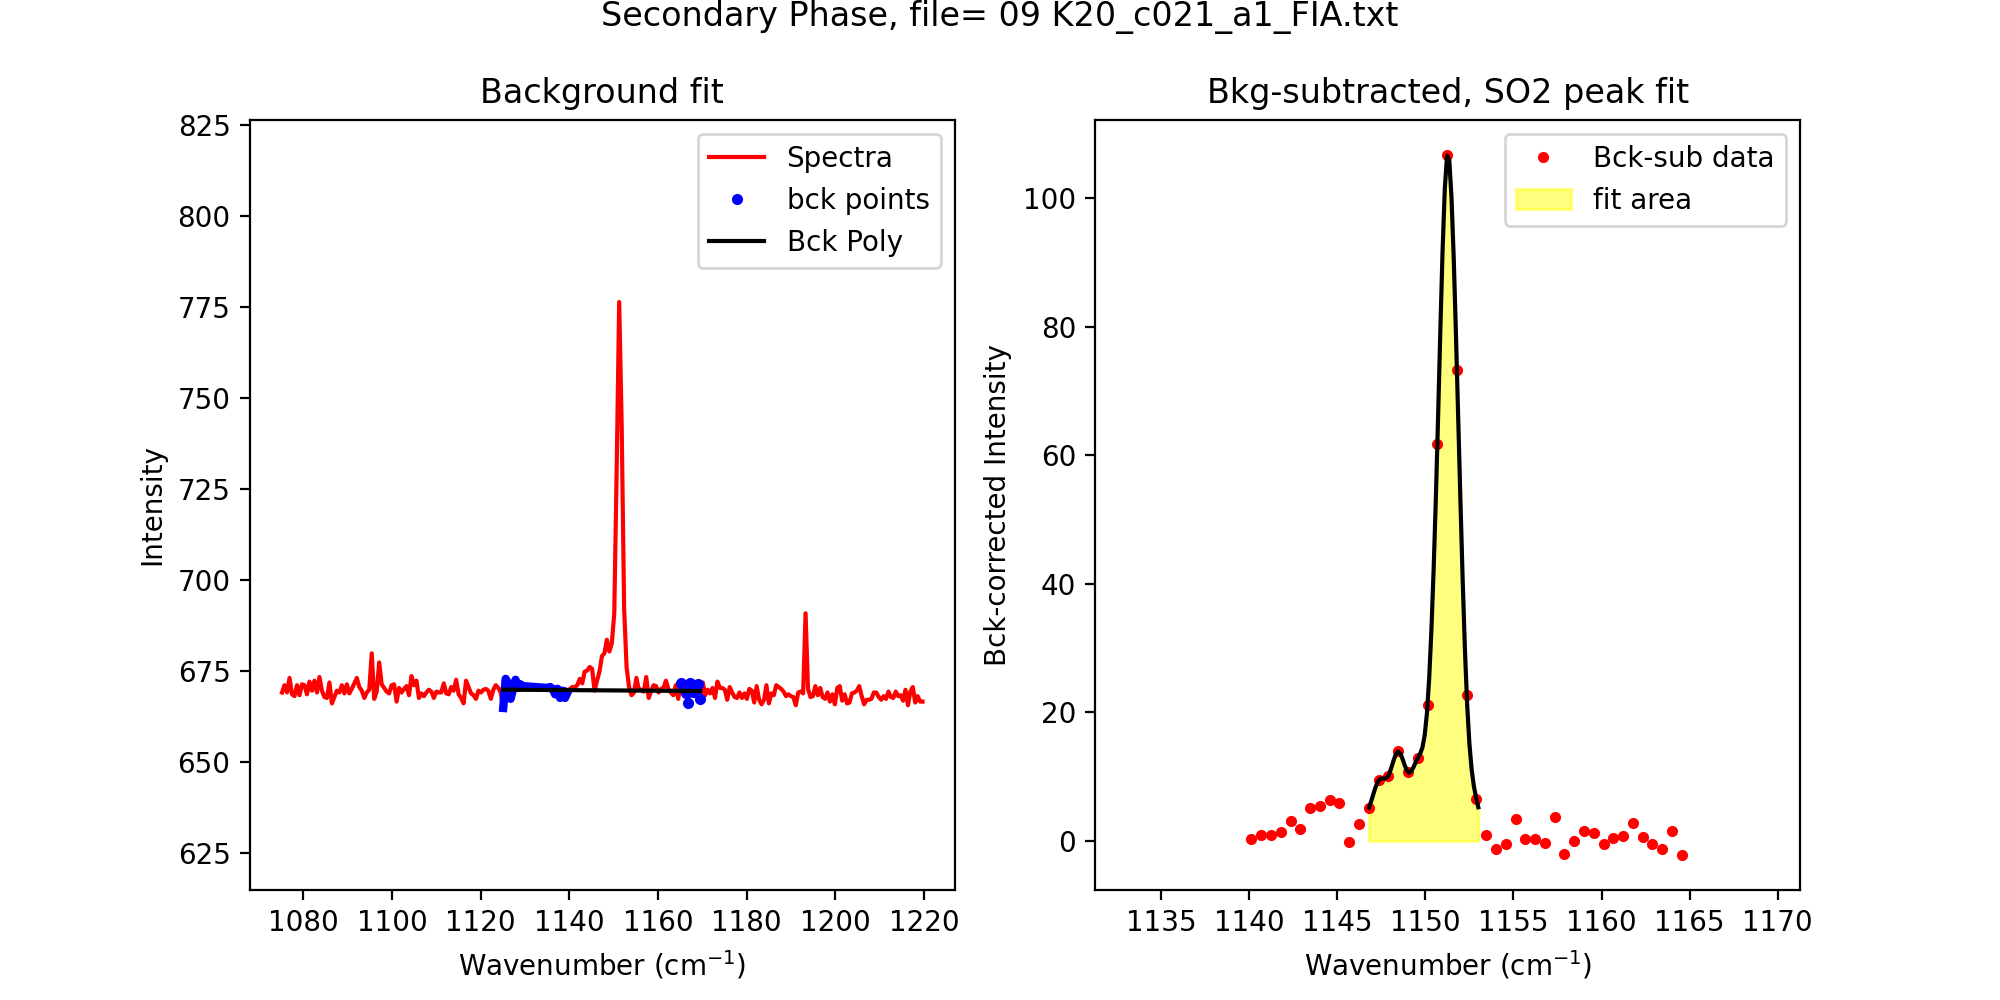 Secondary Phase, file= 09 K20_c021_a1_FIA.txt
Background fit
825
800
775
750
725
700
675
650
625
Intensity
Spectra
bck points
Bck Poly
1080 1100 1120 1140 1160 1180 1200 1220
Wavenumber (cm⁻¹)
Bkg-subtracted, SO2 peak fit
100
80
60
40
20
0
Bck-corrected Intensity
Bck-sub data
fit area
1135 1140 1145 1150 1155 1160 1165 1170
Wavenumber (cm⁻¹)